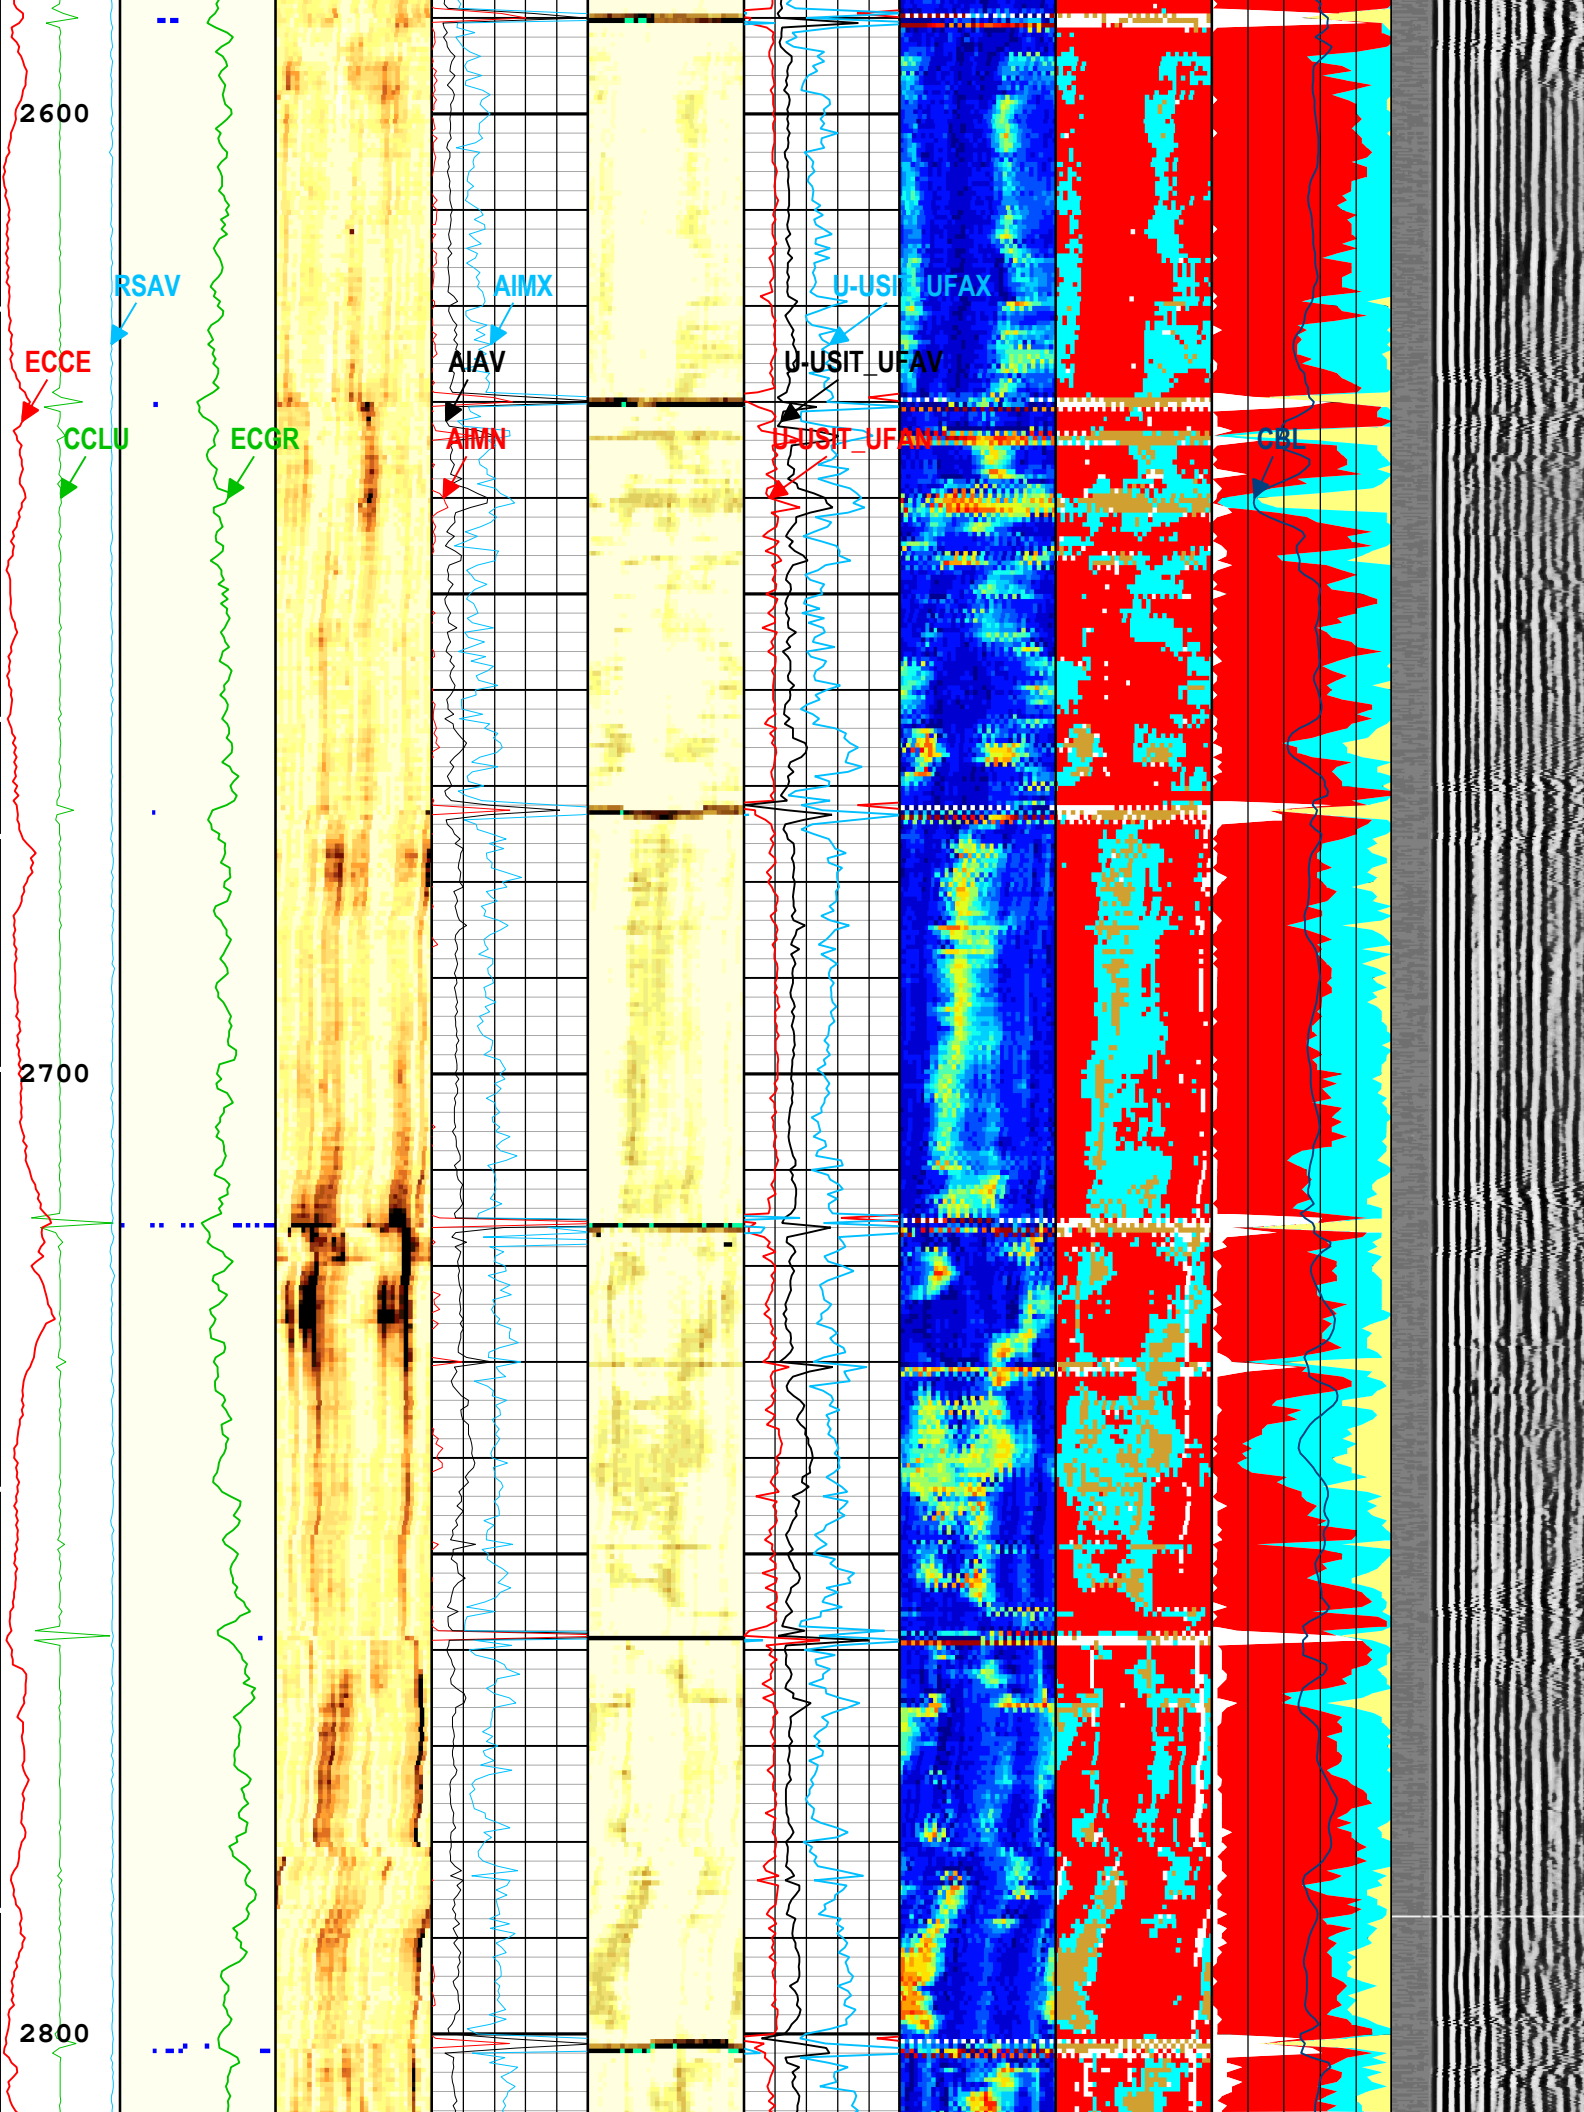 2600
RSAV
AIMX
U-USIT_UFAX
ECCE
AIAV
U-USIT_UFAV
CCLU
ECGR
AIMN
U-USIT_UFAN
CBL
2700
2800